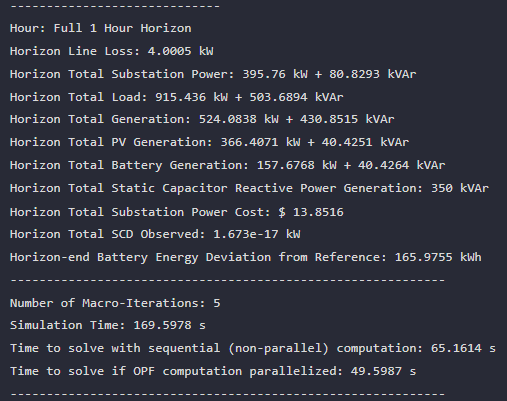 -----------------------------
Hour: Full 1 Hour Horizon
Horizon Line Loss: 4.0005 kW
Horizon Total Substation Power: 395.76 kW + 80.8293 kVAr
Horizon Total Load: 915.436 kW + 503.6894 kVAr
Horizon Total Generation: 524.0838 kW + 430.8515 kVAr
Horizon Total PV Generation: 366.4071 kW + 40.4251 kVAr
Horizon Total Battery Generation: 157.6768 kW + 40.4264 kVAr
Horizon Total Static Capacitor Reactive Power Generation: 350 kVAr
Horizon Total Substation Power Cost: $ 13.8516
Horizon Total SCD Observed: 1.673e-17 kW
Horizon-end Battery Energy Deviation from Reference: 165.9755 kWh
------------------------------------------------------------
Number of Macro-Iterations: 5
Simulation Time: 169.5978 s
Time to solve with sequential (non-parallel) computation: 65.1614 s
Time to solve if OPF computation parallelized: 49.5987 s
------------------------------------------------------------